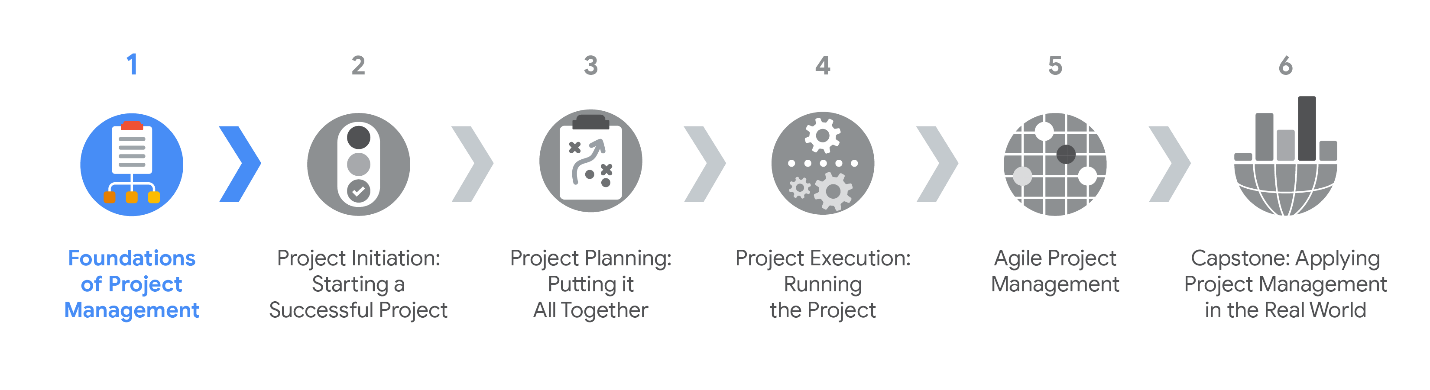 1
Foundations
of Project
Management
2
Project Initiation:
Starting a
Successful Project
3
Project Planning:
Putting it
All Together
4
Project Execution:
Running
the Project
5
Agile Project
Management
6
Capstone: Applying
Project Management
in the Real World